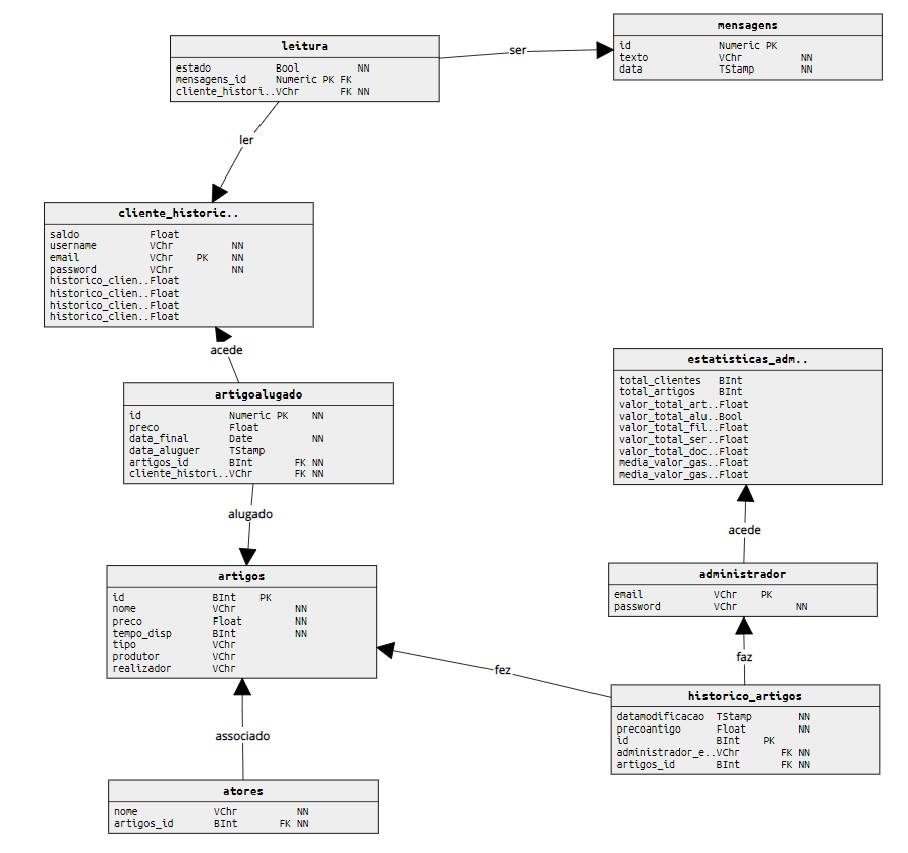 mensagens
id Numeric PK
texto VChr NN
data TStamp NN
ser
leitura
estado Bool NN
mensagens_id Numeric PK FK
cliente_histori..VChr FK NN
ler
cliente_historic..
saldo Float
username VChr NN
email VChr PK NN
password VChr NN
historico_clien..Float
historico_clien..Float
historico_clien..Float
historico_clien..Float
acede
artigoalugado
id Numeric PK NN
preco Float
data_final Date NN
data_aluguer TStamp
artigos_id BInt FK NN
cliente_histori..VChr FK NN
alugado
estatisticas_adm..
total_clientes BInt
total_artigos BInt
valor_total_art..Float
valor_total_alu..Bool
valor_total_fil..Float
valor_total_ser..Float
valor_total_doc..Float
media_valor_gas..Float
media_valor_gas..Float
acede
administrador
email VChr PK
password VChr NN
faz
artigos
id BInt PK
nome VChr NN
preco Float NN
tempo_disp BInt NN
tipo VChr
produtor VChr
realizador VChr
fez
historico_artigos
datamodificacao TStamp NN
precoantigo Float NN
id BInt PK
administrador_e..VChr FK NN
artigos_id BInt FK NN
associado
atores
nome VChr NN
artigos_id BInt FK NN